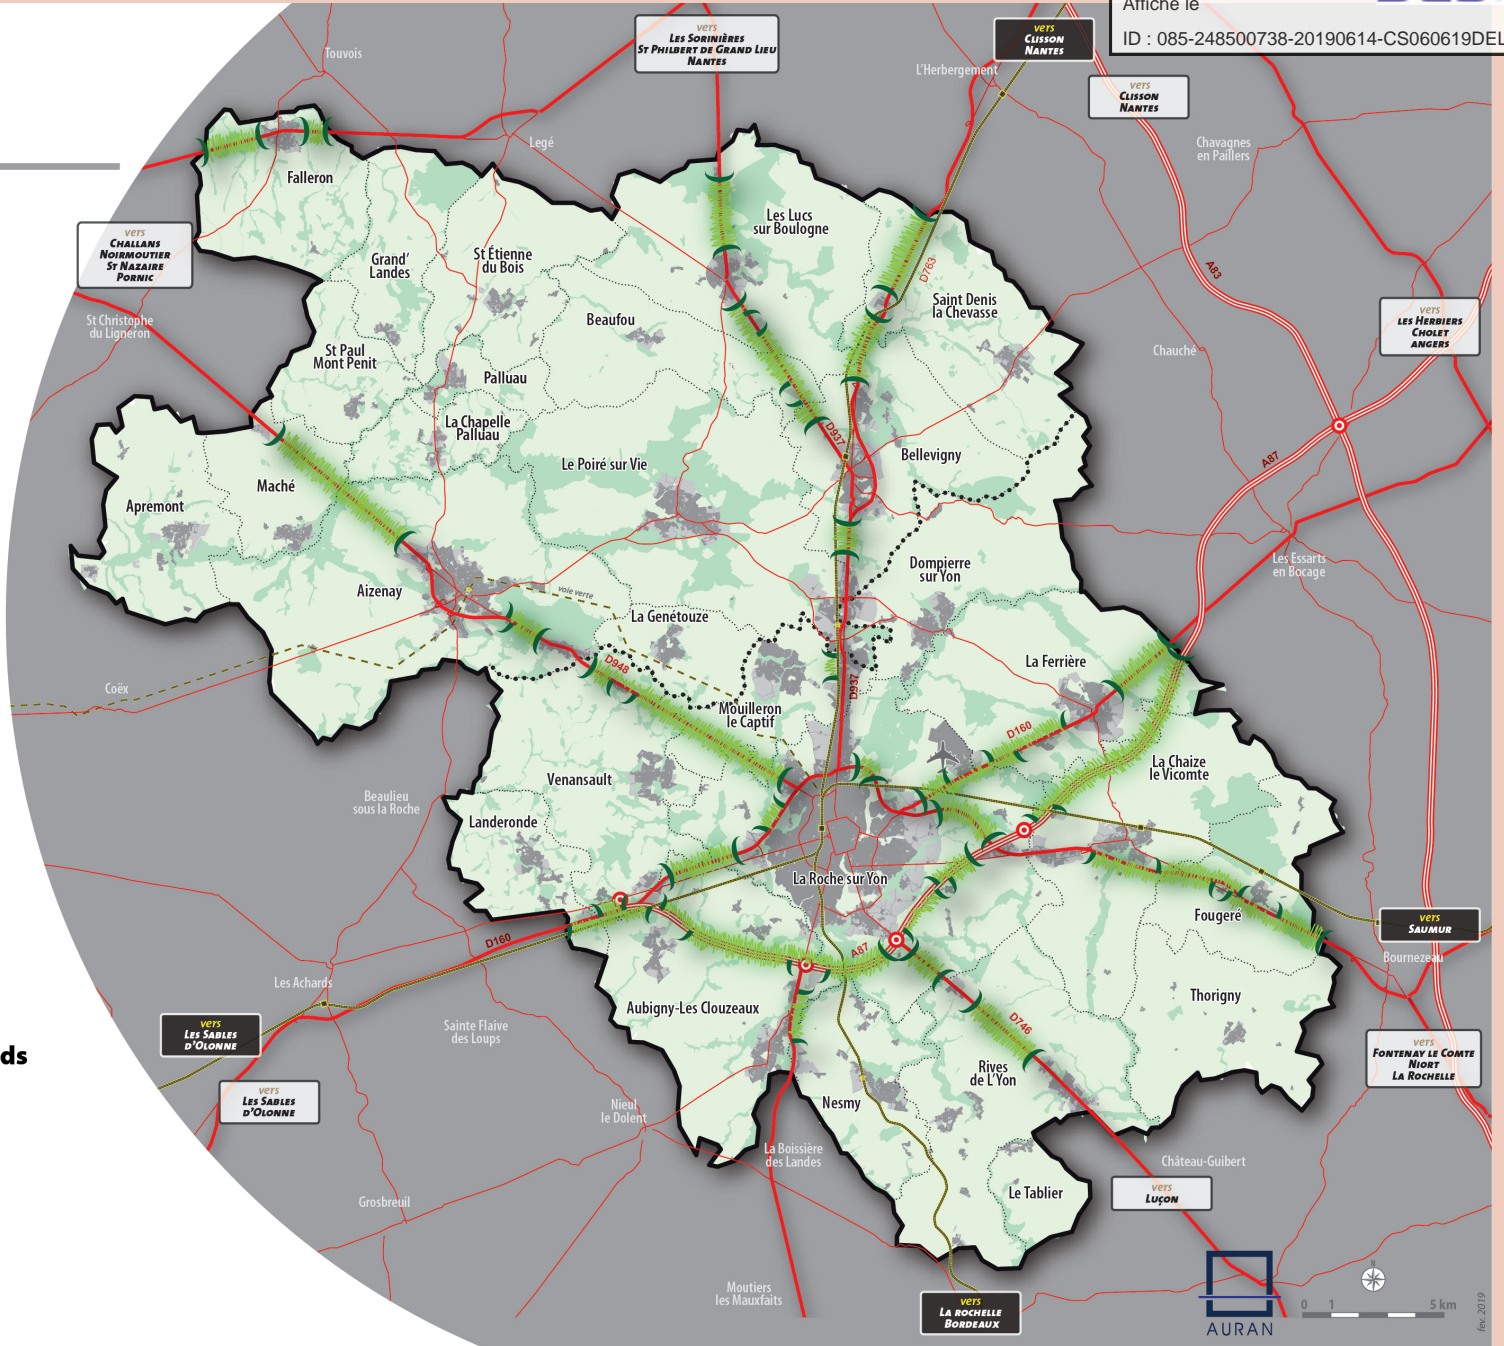 Affiché le
ID : 085-248500738-20190614-CS060619DEL
vers
Les Sorinières
St Philbert de Grand Lieu
Nantes
vers
Clisson
Nantes
vers
Clisson
Nantes
Touvois
L'Herbergement
Legé
Chavagnes
en Paillers
Falleron
Les Lucs
sur Boulogne
vers
Challans
Noirmoutier
St Nazaire
Pornic
Grand'
Landes
St Étienne
du Bois
D763
A83
Saint Denis
la Chevasse
vers
Les Herbiers
Cholet
Angers
St Christophe
du Ligneron
Beaufou
Chauché
St Paul
Mont Penit
Palluau
La Chapelle
Palluau
D937
Bellevigny
A87
Le Poiré sur Vie
Maché
Apremont
Dompierre
sur Yon
Les Essarts
en Bocage
Aizenay
voie verte
La Genétouze
D948
La Ferrière
D937
Coëx
Mouilleron
le Captif
D160
La Chaize
le Vicomte
Venansault
Beaulieu
sous la Roche
Landeronde
La Roche sur Yon
Fougeré
vers
Saumur
D160
A87
Bournezeau
Les Achards
Aubigny-Les Clouzeaux
Thorigny
vers
Les Sables
d'Olonne
Sainte Flaive
des Loups
D746
vers
Fontenay le Comte
Niort
La Rochelle
ds
Rives
de L'Yon
vers
Les Sables
d'Olonne
Nieul
le Dolent
Nesmy
La Boissière
des Landes
Château-Guibert
Grosbreuil
Le Tablier
vers
Luçon
Moutiers
les Mauxfaits
vers
La rochelle
Bordeaux
AURAN
N
0 1 5 km
fev. 2019